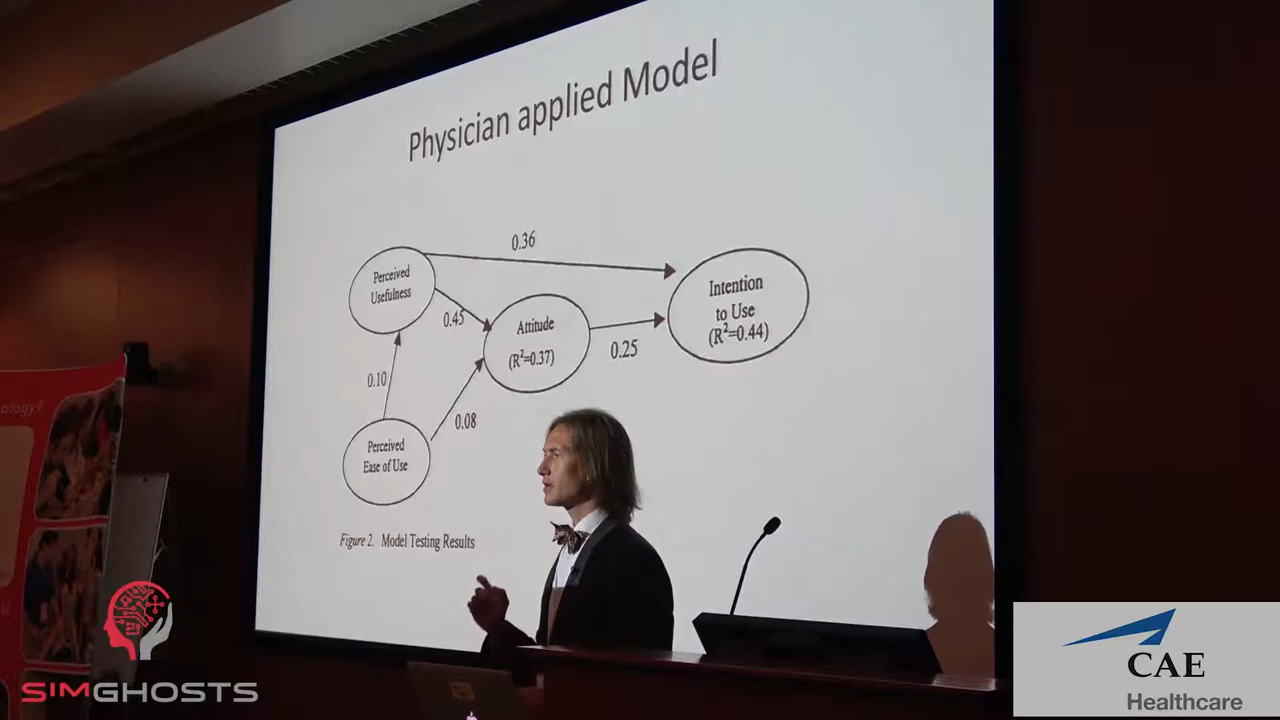 Physician applied Model
0.36
Perceived
Usefulness
0.45
Attitude
(R²=0.37)
Intention
to Use
(R²=0.44)
0.25
0.10
0.08
Perceived
Ease of Use
Figure 2. Model Testing Results
SIMGHOSTS
CAE
Healthcare